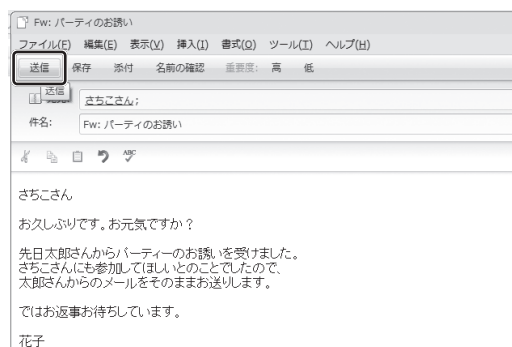 Fw: パーティのお誘い
ファイル(F) 編集(E) 表示(V) 挿入(I) 書式(O) ツール(T) ヘルプ(H)
送信 保存 添付 名前の確認 重要度: 高 低
送信
さちこさん;
件名: Fw: パーティのお誘い
ABC
さちこさん
お久しぶりです。お元気ですか？
先日太郎さんからパーティーのお誘いを受けました。
さちこさんにも参加してほしいとのことでしたので、
太郎さんからのメールをそのままお送りします。
ではお返事お待ちしています。
花子